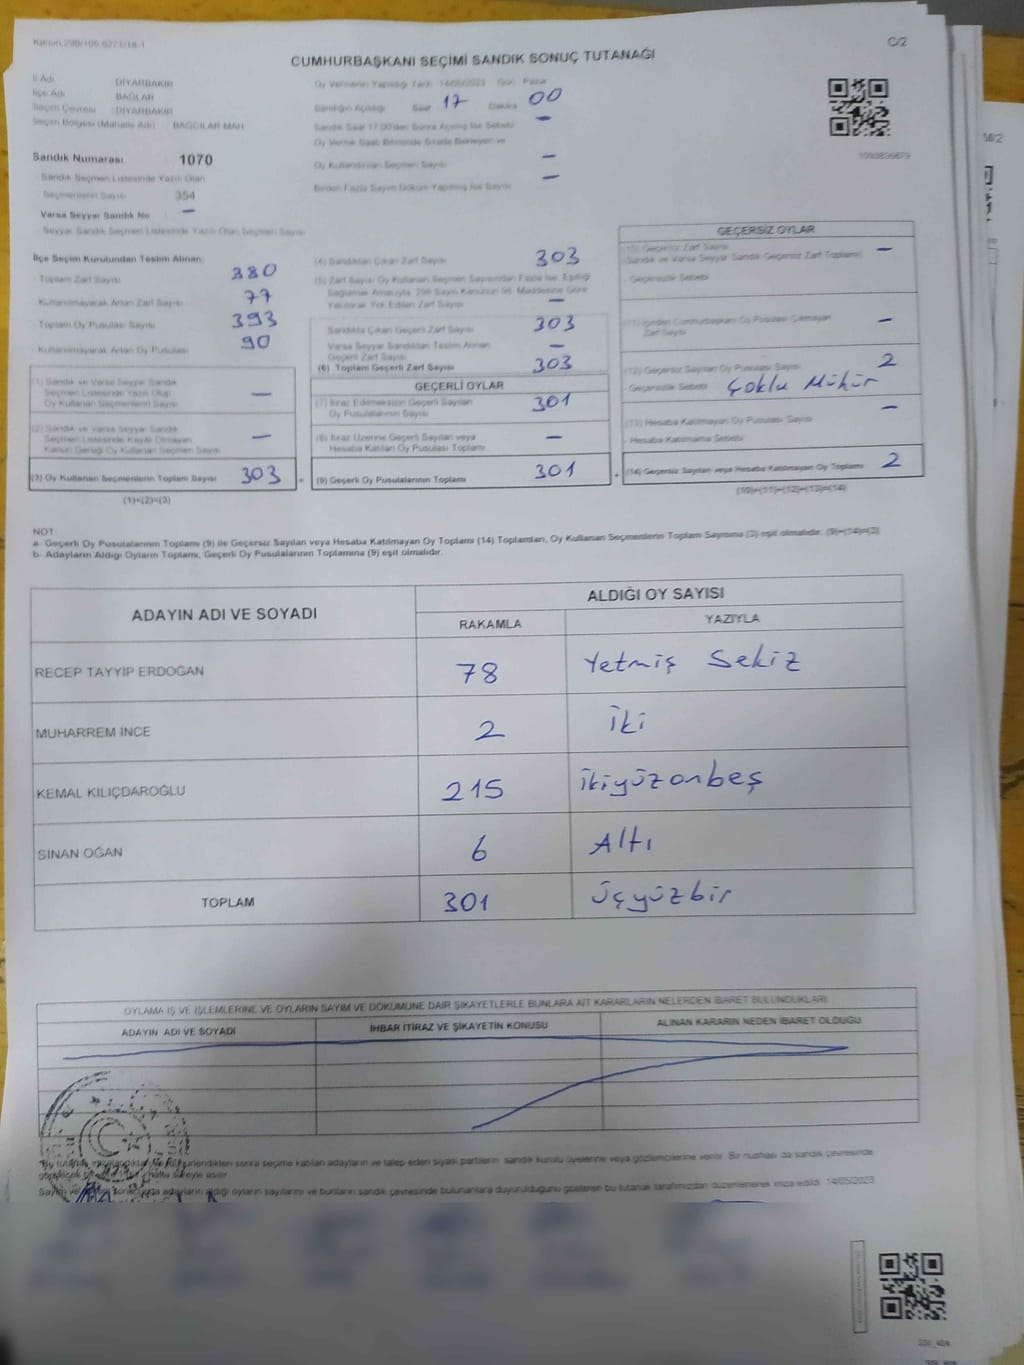 Kanun:298/105,6271/18-1
C/2
CUMHURBAŞKANI SEÇİMİ SANDIK SONUÇ TUTANAĞI
İl Adı DİYARBAKIR
İlçe Adı BAĞLAR
Seçim Çevresi : DİYARBAKIR
Seçim Bölgesi (Mahalle Adı) BAĞCILAR MAH.
Sandık Numarası 1070
Sandık Seçmen Listesinde Yazılı Olan
Seçmenlerin Sayısı 354
Varsa Seyyar Sandık No —
Seyyar Sandık Seçmen Listesinde Yazılı Olan Seçmen Sayısı
Oy Vermenin Yapıldığı Tarih 14/05/2023 Gün Pazar
Sandığın Açıldığı Saat 17 Dakika 00
Sandık Saat 17.00'den Sonra Açılmış İse Sebebi —
Oy Verme Saati Bitiminde Sırada Bekleyen ve
Oy Kullandırılan Seçmen Sayısı —
Birden Fazla Sayım Döküm Yapılmış İse Sayısı —
İlçe Seçim Kurulundan Teslim Alınan:
Toplam Zarf Sayısı 380
Kullanılmayarak Artan Zarf Sayısı 77
Toplam Oy Pusulası Sayısı 393
Kullanılmayarak Artan Oy Pusulası 90
(1) Sandık ve Varsa Seyyar Sandık
Seçmen Listesinde Yazılı Olup
Oy Kullanan Seçmenlerin Sayısı —
(2) Sandık ve Varsa Seyyar Sandık
Seçmen Listesinde Kayıtlı Olmayan
Kanun Gereği Oy Kullanan Seçmen Sayısı —
(3) Oy Kullanan Seçmenlerin Toplam Sayısı 303
(1)+(2)=(3)
(4) Sandıktan Çıkan Zarf Sayısı 303
(5) Zarf Sayısı Oy Kullanan Seçmen Sayısından Fazla İse, Eşitliği
Sağlamak Amacıyla, 298 Sayılı Kanunun 98. Maddesine Göre
Yakılarak Yok Edilen Zarf Sayısı —
Sandıkta Çıkan Geçerli Zarf Sayısı 303
Varsa Seyyar Sandıktan Teslim Alınan
Geçerli Zarf Sayısı —
(6) Toplam Geçerli Zarf Sayısı 303
GEÇERLİ OYLAR
(7) İtiraz Edilmeksizin Geçerli Sayılan
Oy Pusulalarının Sayısı 301
(8) İtiraz Üzerine Geçerli Sayılan veya
Hesaba Katılan Oy Pusulası Toplamı —
(9) Geçerli Oy Pusulalarının Toplamı 301
GEÇERSİZ OYLAR
(10) Geçersiz Zarf Sayısı
(Sandık ve Varsa Seyyar Sandık Geçersiz Zarf Toplamı) —
Geçersizlik Sebebi
(11) İçinden Cumhurbaşkanı Oy Pusulası Çıkmayan
Zarf Sayısı —
(12) Geçersiz Sayılan Oy Pusulası Sayısı 2
Geçersizlik Sebebi Çoklu Mühür
(13) Hesaba Katılmayan Oy Pusulası Sayısı —
Hesaba Katılmama Sebebi
(14) Geçersiz Sayılan veya Hesaba Katılmayan Oy Toplamı 2
(10)+(11)+(12)+(13)=(14)
NOT:
a- Geçerli Oy Pusulalarının Toplamı (9) ile Geçersiz Sayılan veya Hesaba Katılmayan Oy Toplamı (14) Toplamları, Oy Kullanan Seçmenlerin Toplam Sayısına (3) eşit olmalıdır. (9)+(14)=(3)
b- Adayların Aldığı Oyların Toplamı, Geçerli Oy Pusulalarının Toplamına (9) eşit olmalıdır.
ADAYIN ADI VE SOYADI
ALDIĞI OY SAYISI
RAKAMLA YAZIYLA
RECEP TAYYİP ERDOĞAN 78 Yetmiş Sekiz
MUHARREM İNCE 2 İki
KEMAL KILIÇDAROĞLU 215 İkiyüzonbeş
SİNAN OĞAN 6 Altı
TOPLAM 301 Üçyüzbir
OYLAMA İŞ VE İŞLEMLERİNE VE OYLARIN SAYIM VE DÖKÜMÜNE DAİR ŞİKAYETLERLE BUNLARA AİT KARARLARIN NELERDEN İBARET BULUNDUKLARI
ADAYIN ADI VE SOYADI İHBAR İTİRAZ VE ŞİKAYETİN KONUSU ALINAN KARARIN NEDEN İBARET OLDUĞU
sonra seçime katılan adayların ve talep eden siyasi partilerin sandık kurulu üyelerine veya gözlemcilerine verilir. Bir nüshası da sandık çevresinde
hafta süreyle asılır.
adayların aldığı oyların sayılarını ve bunların sandık çevresinde bulunanlara duyurulduğunu gösteren bu tutanak tarafımızdan düzenlenerek imza edildi. 14/05/2023